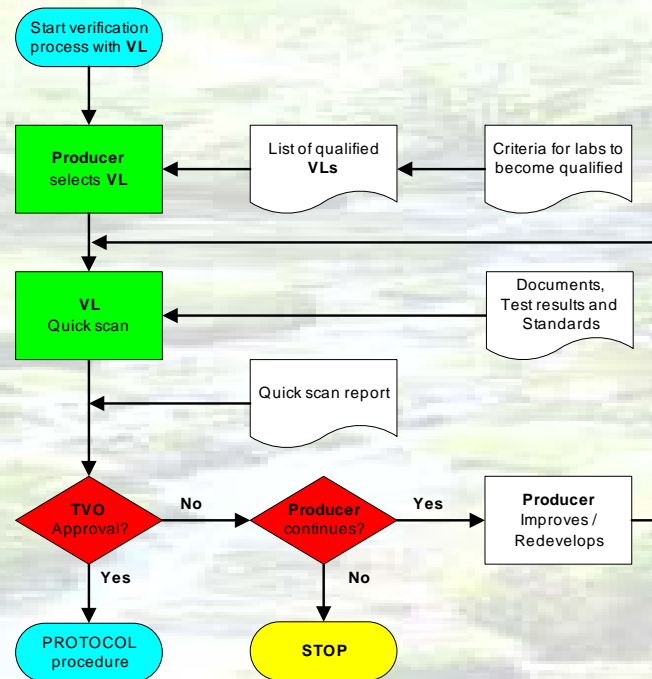 Start verification
process with VL
Producer
selects VL
List of qualified
VLs
Criteria for labs to
become qualified
VL
Quick scan
Documents,
Test results and
Standards
Quick scan report
TVO
Approval?
No
Producer
continues?
Yes
Producer
Improves /
Redevelops
Yes
No
PROTOCOL
procedure
STOP